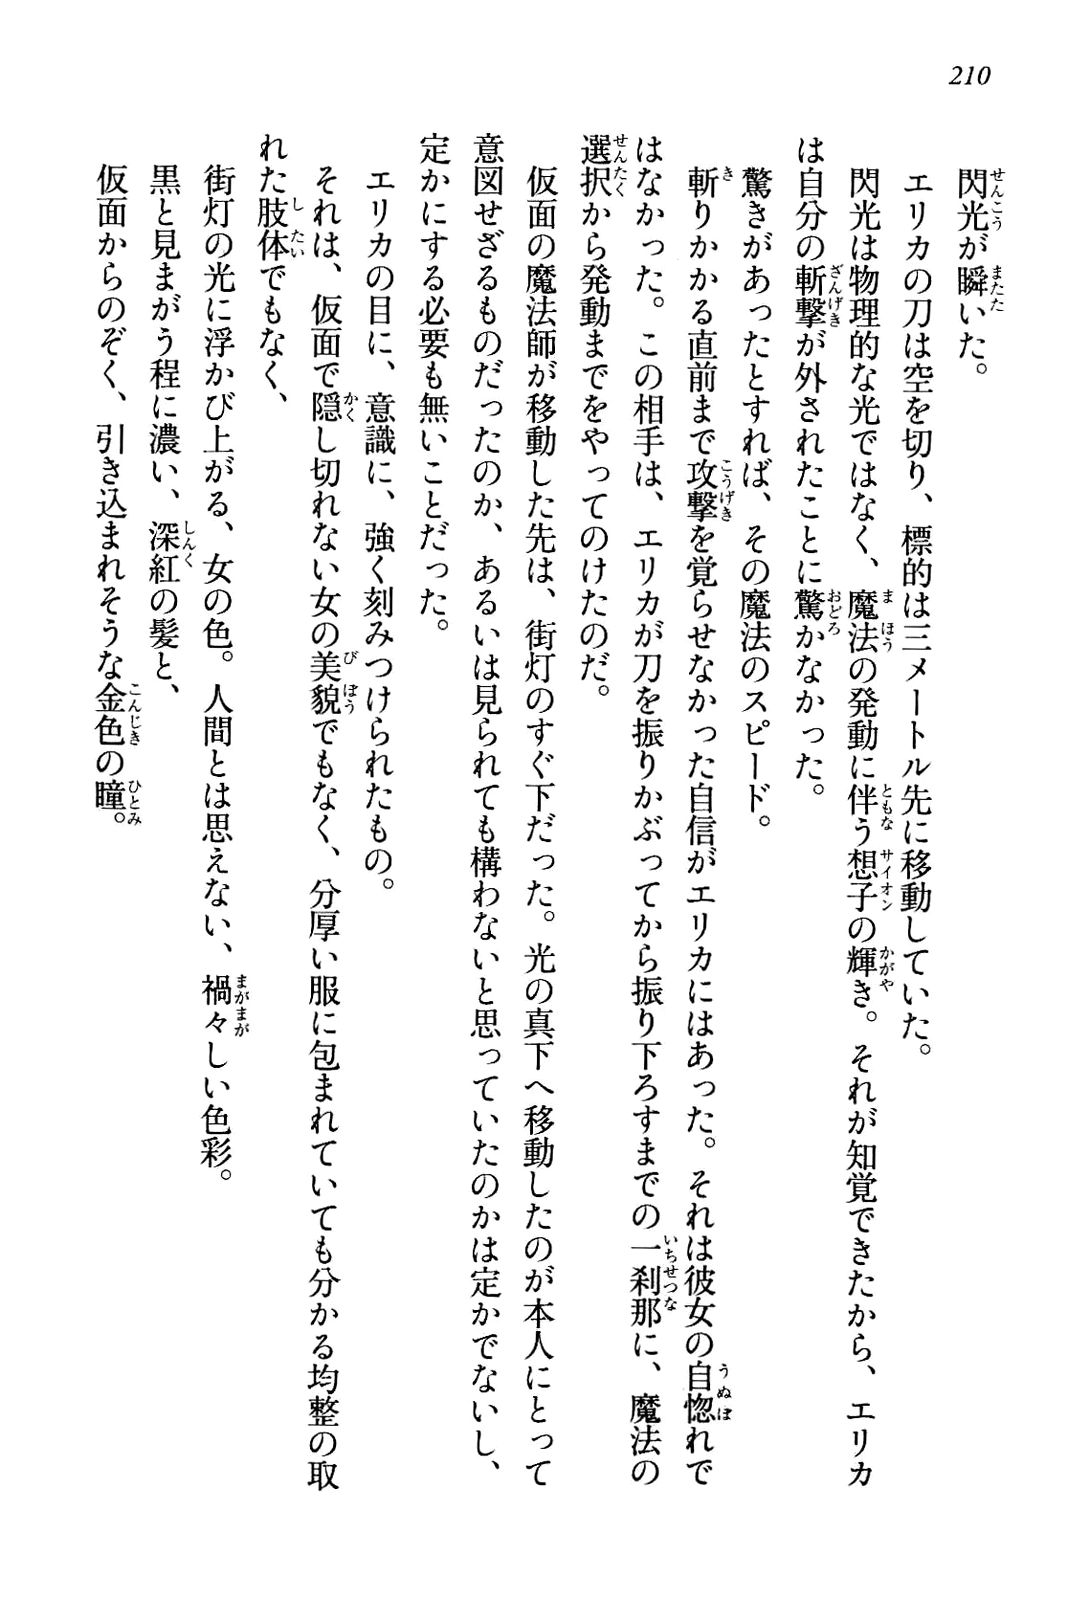 210
閃光が瞬いた。
エリカの刀は空を切り、標的は三メートル先に移動していた。
閃光は物理的な光ではなく、魔法の発動に伴う想子の輝き。それが知覚できたから、エリカ
は自分の斬撃が外されたことに驚かなかった。
驚きがあったとすれば、その魔法のスピード。
斬りかかる直前まで攻撃を覚らせなかった自信がエリカにはあった。それは彼女の自惚れで
はなかった。この相手は、エリカが刀を振りかぶってから振り下ろすまでの一刹那に、魔法の
選択から発動までをやってのけたのだ。
仮面の魔法師が移動した先は、街灯のすぐ下だった。光の真下へ移動したのが本人にとって
意図せざるものだったのか、あるいは見られても構わないと思っていたのかは定かでないし、
定かにする必要も無いことだった。
エリカの目に、意識に、強く刻みつけられたもの。
それは、仮面で隠し切れない女の美貌でもなく、分厚い服に包まれていても分かる均整の取
れた肢体でもなく、
街灯の光に浮かび上がる、女の色。人間とは思えない、禍々しい色彩。
黒と見まがう程に濃い、深紅の髪と、
仮面からのぞく、引き込まれそうな金色の瞳。